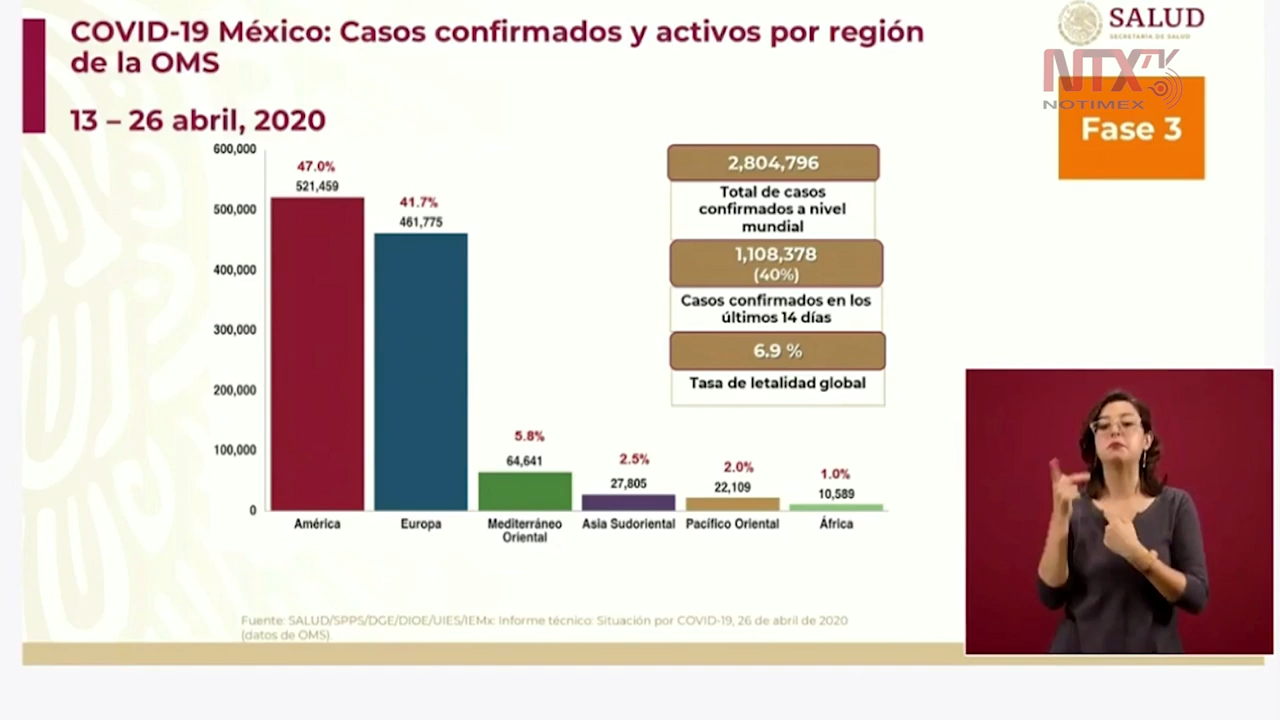 COVID-19 México: Casos confirmados y activos por región
de la OMS
13 – 26 abril, 2020
SALUD
SECRETARÍA DE SALUD
NTX
NOTIMEX
Fase 3
600,000
500,000
400,000
300,000
200,000
100,000
0
47.0%
521,459
41.7%
461,775
5.8%
64,641
2.5%
27,805
2.0%
22,109
1.0%
10,589
América
Europa
Mediterráneo
Oriental
Asia Sudoriental
Pacífico Oriental
África
2,804,796
Total de casos
confirmados a nivel
mundial
1,108,378
(40%)
Casos confirmados en los
últimos 14 días
6.9 %
Tasa de letalidad global
Fuente: SALUD/SPPS/DGE/DIOE/UIES/IEMx: Informe técnico: Situación por COVID-19, 26 de abril de 2020
(datos de OMS)